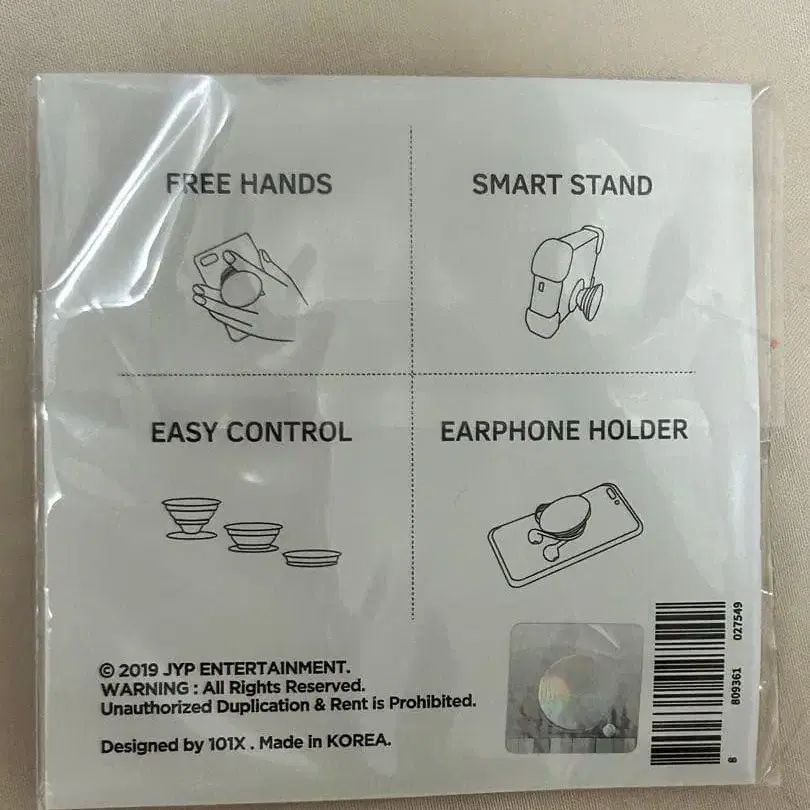 FREE HANDS
SMART STAND
EASY CONTROL
EARPHONE HOLDER
© 2019 JYP ENTERTAINMENT.
WARNING : All Rights Reserved.
Unauthorized Duplication & Rent is Prohibited.
Designed by 101X . Made in KOREA.
8 809361 027549